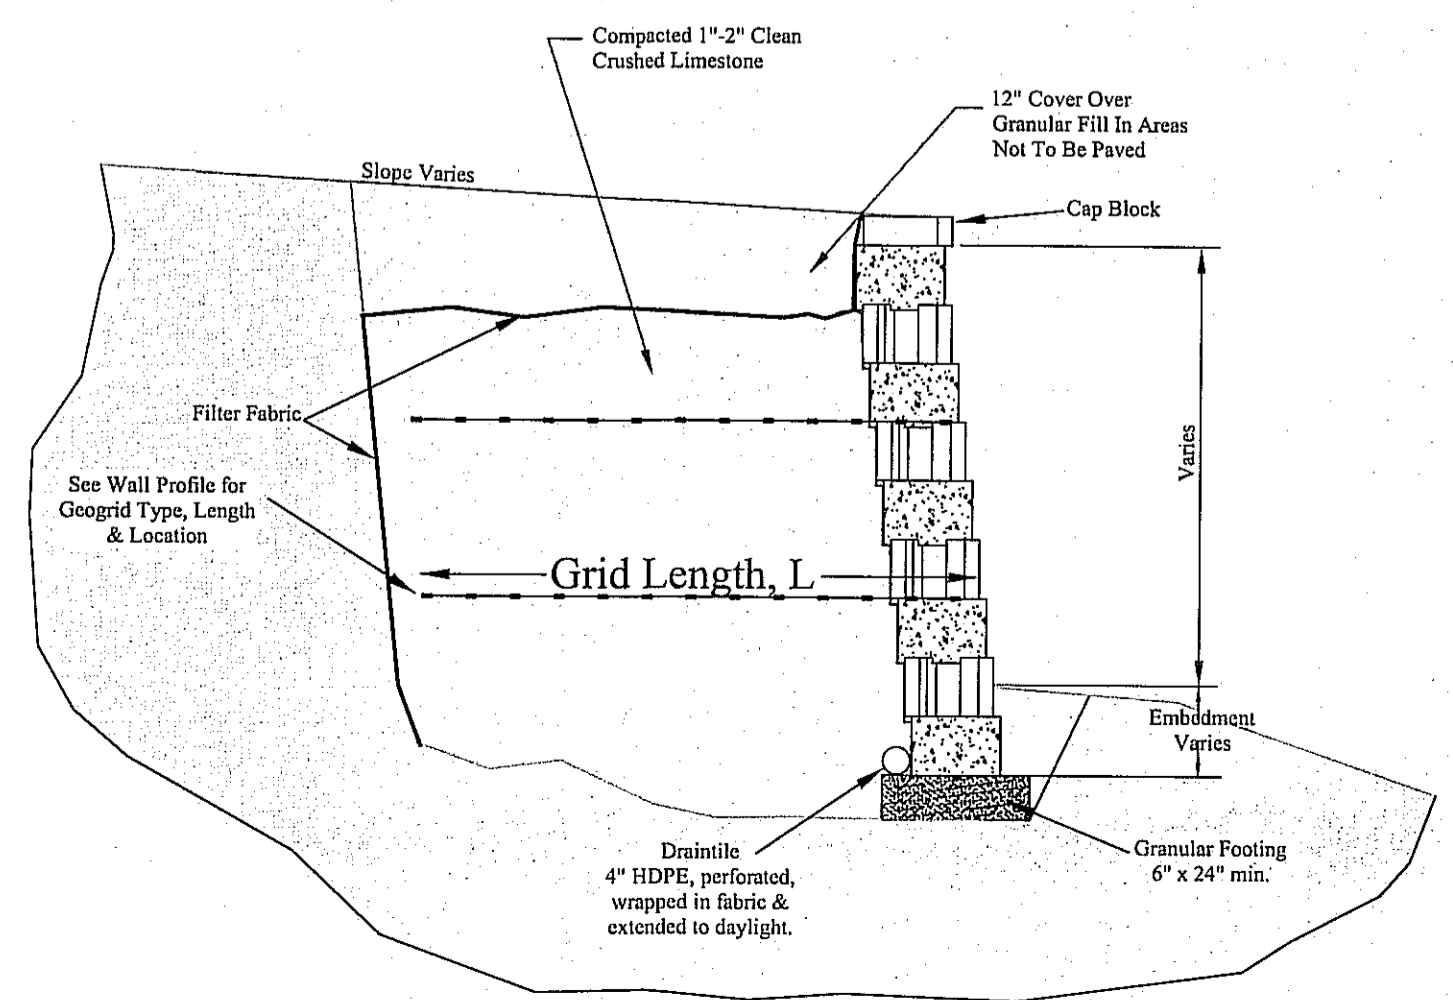 Compacted 1"-2" Clean
Crushed Limestone
12" Cover Over
Granular Fill In Areas
Not To Be Paved
Slope Varies
Cap Block
Filter Fabric
Varies
See Wall Profile for
Geogrid Type, Length
& Location
Grid Length, L
Embedment
Varies
Draintile
4" HDPE, perforated,
wrapped in fabric &
extended to daylight.
Granular Footing
6" x 24" min.